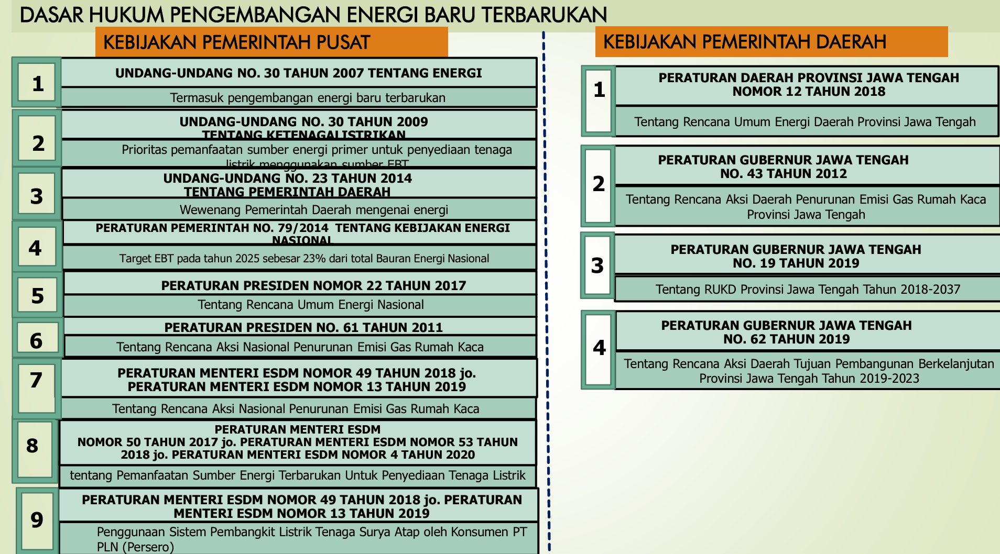 DASAR HUKUM PENGEMBANGAN ENERGI BARU TERBARUKAN
KEBIJAKAN PEMERINTAH PUSAT
1
UNDANG-UNDANG NO. 30 TAHUN 2007 TENTANG ENERGI
Termasuk pengembangan energi baru terbarukan
2
UNDANG-UNDANG NO. 30 TAHUN 2009
TENTANG KETENAGALISTRIKAN
Prioritas pemanfaatan sumber energi primer untuk penyediaan tenaga
listrik menggunakan sumber EBT
3
UNDANG-UNDANG NO. 23 TAHUN 2014
TENTANG PEMERINTAH DAERAH
Wewenang Pemerintah Daerah mengenai energi
4
PERATURAN PEMERINTAH NO. 79/2014 TENTANG KEBIJAKAN ENERGI
NASIONAL
Target EBT pada tahun 2025 sebesar 23% dari total Bauran Energi Nasional
5
PERATURAN PRESIDEN NOMOR 22 TAHUN 2017
Tentang Rencana Umum Energi Nasional
6
PERATURAN PRESIDEN NO. 61 TAHUN 2011
Tentang Rencana Aksi Nasional Penurunan Emisi Gas Rumah Kaca
7
PERATURAN MENTERI ESDM NOMOR 49 TAHUN 2018 jo.
PERATURAN MENTERI ESDM NOMOR 13 TAHUN 2019
Tentang Rencana Aksi Nasional Penurunan Emisi Gas Rumah Kaca
8
PERATURAN MENTERI ESDM
NOMOR 50 TAHUN 2017 jo. PERATURAN MENTERI ESDM NOMOR 53 TAHUN
2018 jo. PERATURAN MENTERI ESDM NOMOR 4 TAHUN 2020
tentang Pemanfaatan Sumber Energi Terbarukan Untuk Penyediaan Tenaga Listrik
9
PERATURAN MENTERI ESDM NOMOR 49 TAHUN 2018 jo. PERATURAN
MENTERI ESDM NOMOR 13 TAHUN 2019
Penggunaan Sistem Pembangkit Listrik Tenaga Surya Atap oleh Konsumen PT
PLN (Persero)
KEBIJAKAN PEMERINTAH DAERAH
1
PERATURAN DAERAH PROVINSI JAWA TENGAH
NOMOR 12 TAHUN 2018
Tentang Rencana Umum Energi Daerah Provinsi Jawa Tengah
2
PERATURAN GUBERNUR JAWA TENGAH
NO. 43 TAHUN 2012
Tentang Rencana Aksi Daerah Penurunan Emisi Gas Rumah Kaca
Provinsi Jawa Tengah
3
PERATURAN GUBERNUR JAWA TENGAH
NO. 19 TAHUN 2019
Tentang RUKD Provinsi Jawa Tengah Tahun 2018-2037
4
PERATURAN GUBERNUR JAWA TENGAH
NO. 62 TAHUN 2019
Tentang Rencana Aksi Daerah Tujuan Pembangunan Berkelanjutan
Provinsi Jawa Tengah Tahun 2019-2023